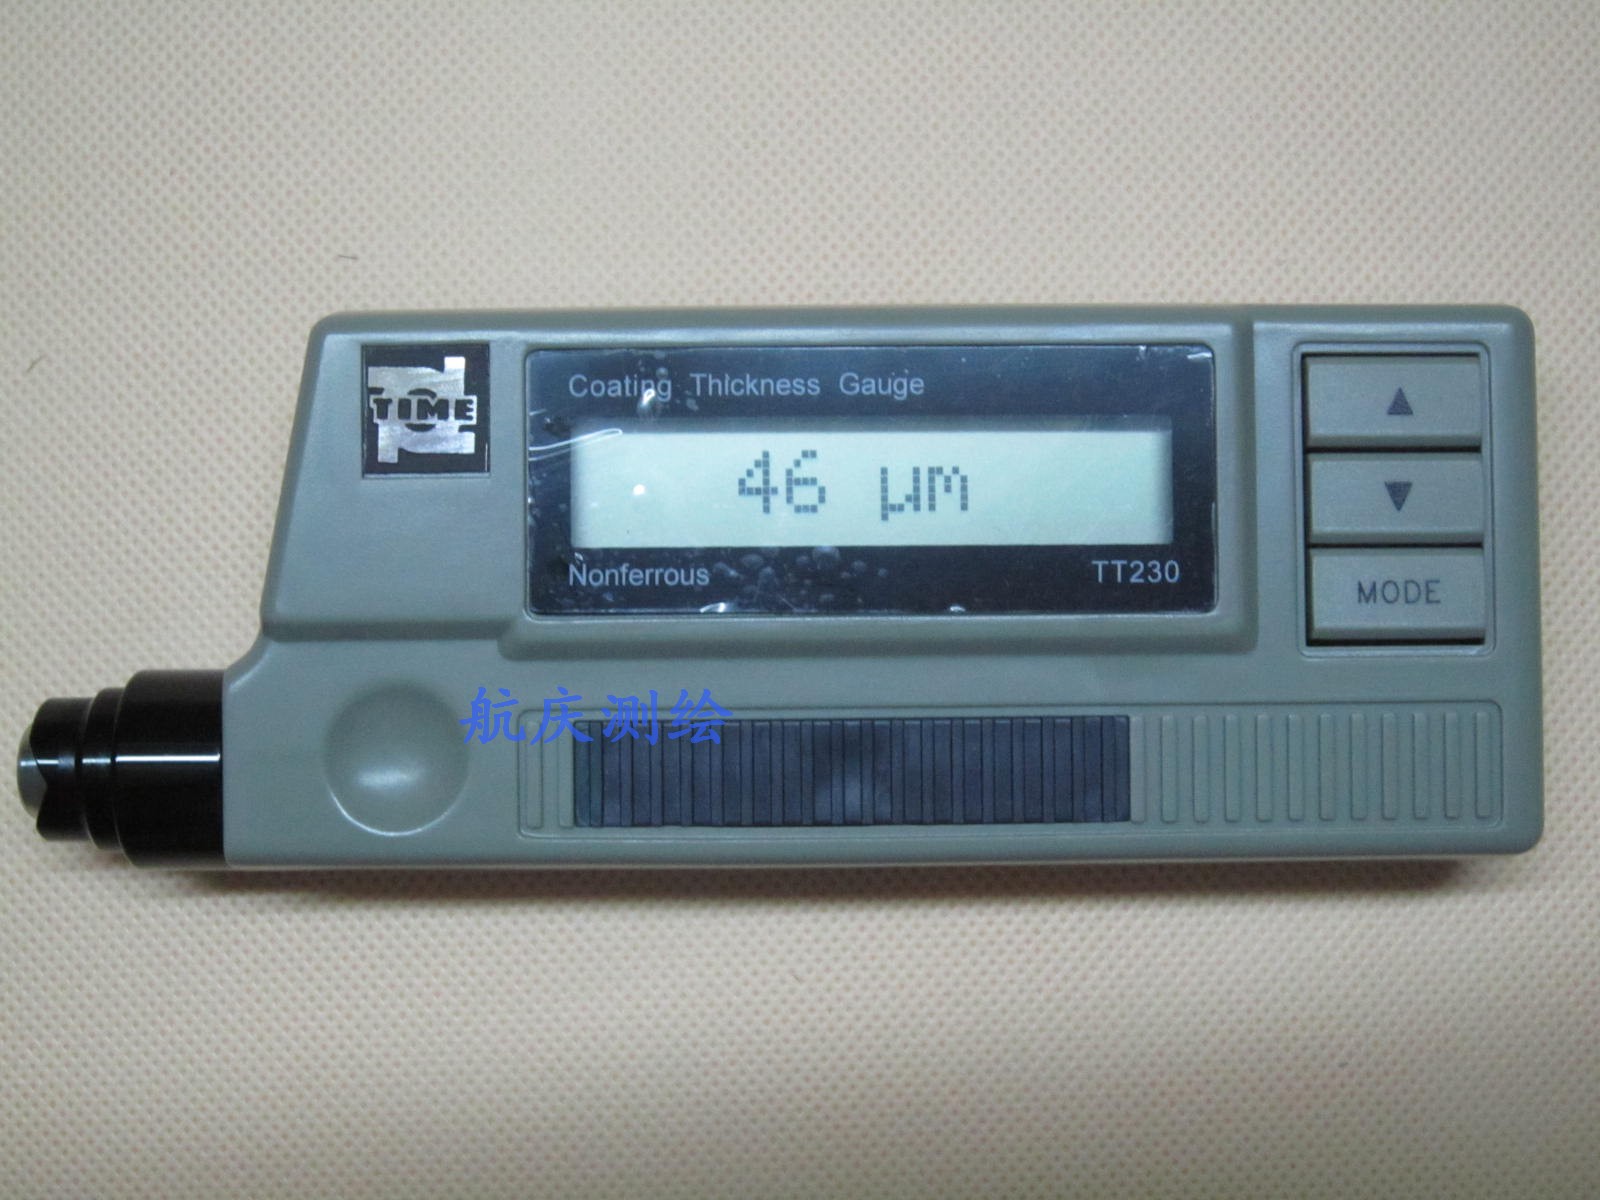 TIME
Coating Thickness Gauge
46 µm
Nonferrous
TT230
MODE
航庆测绘